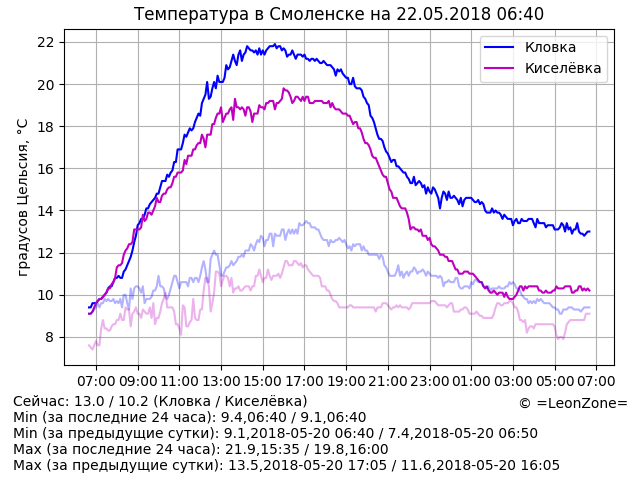 Температура в Смоленске на 22.05.2018 06:40
Кловка
Киселёвка
градусов Цельсия, °C
22
20
18
16
14
12
10
8
07:00 09:00 11:00 13:00 15:00 17:00 19:00 21:00 23:00 01:00 03:00 05:00 07:00
Сейчас: 13.0 / 10.2 (Кловка / Киселёвка)
© =LeonZone=
Min (за последние 24 часа): 9.4,06:40 / 9.1,06:40
Min (за предыдущие сутки): 9.1,2018-05-20 06:40 / 7.4,2018-05-20 06:50
Max (за последние 24 часа): 21.9,15:35 / 19.8,16:00
Max (за предыдущие сутки): 13.5,2018-05-20 17:05 / 11.6,2018-05-20 16:05